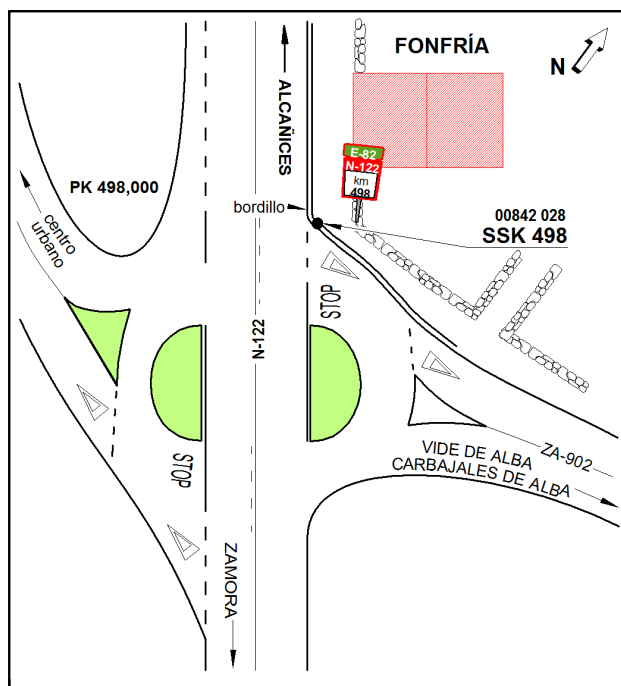 FONFRÍA
N
ALCAÑICES
E-82
N-122
km
498
PK 498,000
bordillo
00842 028
SSK 498
centro
urbano
STOP
N-122
STOP
ZA-902
VIDE DE ALBA
CARBAJALES DE ALBA
ZAMORA